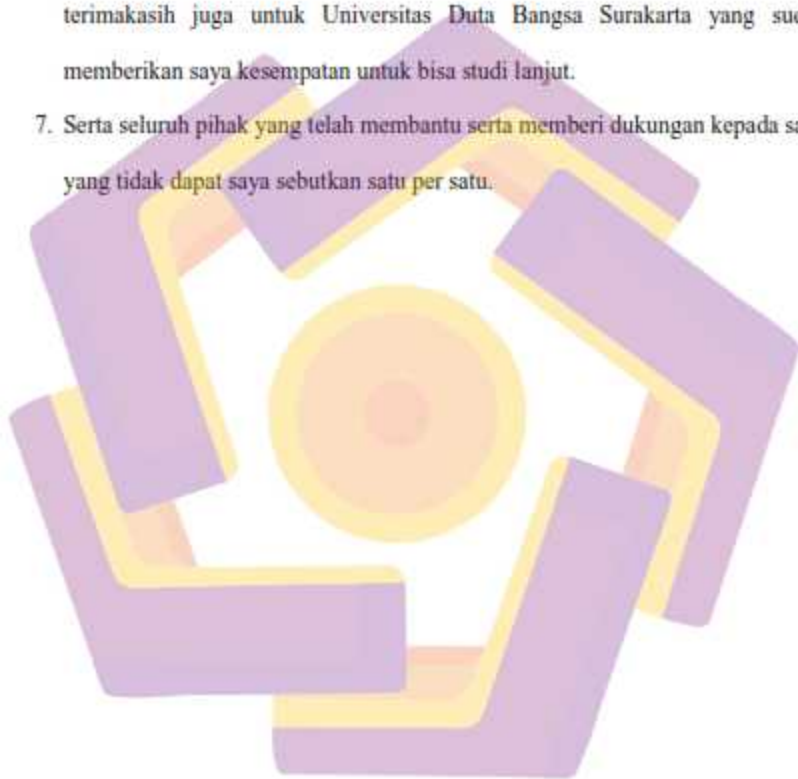 terimakasih juga untuk Universitas Duta Bangsa Surakarta yang
memberikan saya kesempatan untuk bisa studi lanjut.
7. Serta seluruh pihak yang telah membantu serta memberi dukungan kepada
yang tidak dapat saya sebutkan satu per satu.